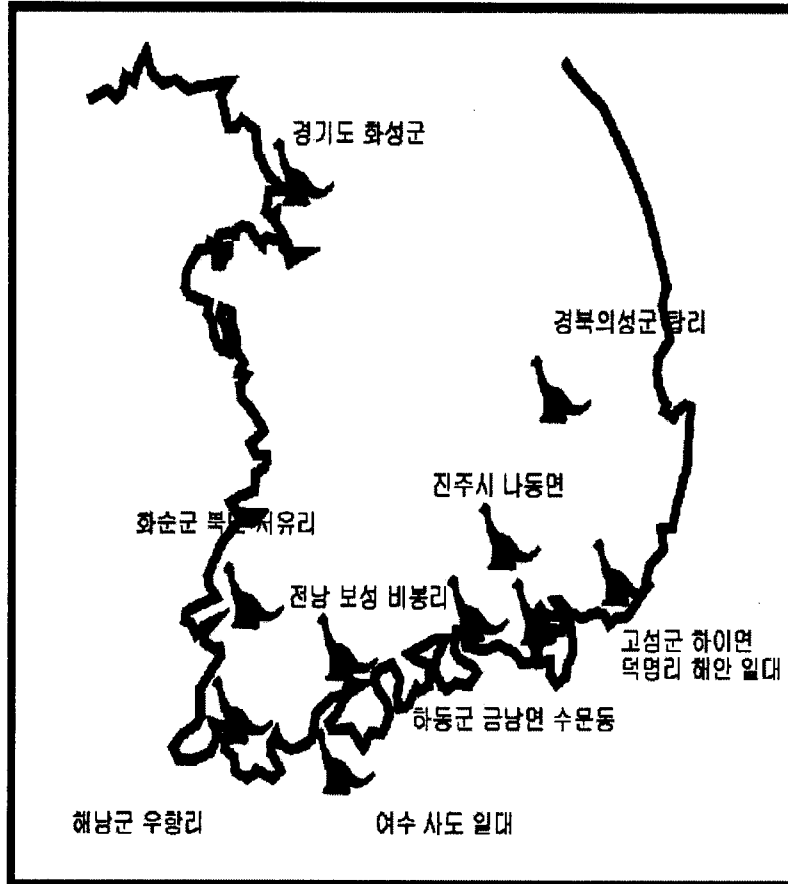 경기도 화성군
경북의성군 탑리
진주시 나동면
화순군 북면 서유리
전남 보성 비봉리
고성군 하이면
덕명리 해안 일대
하동군 금남면 수문동
해남군 우항리
여수 사도 일대